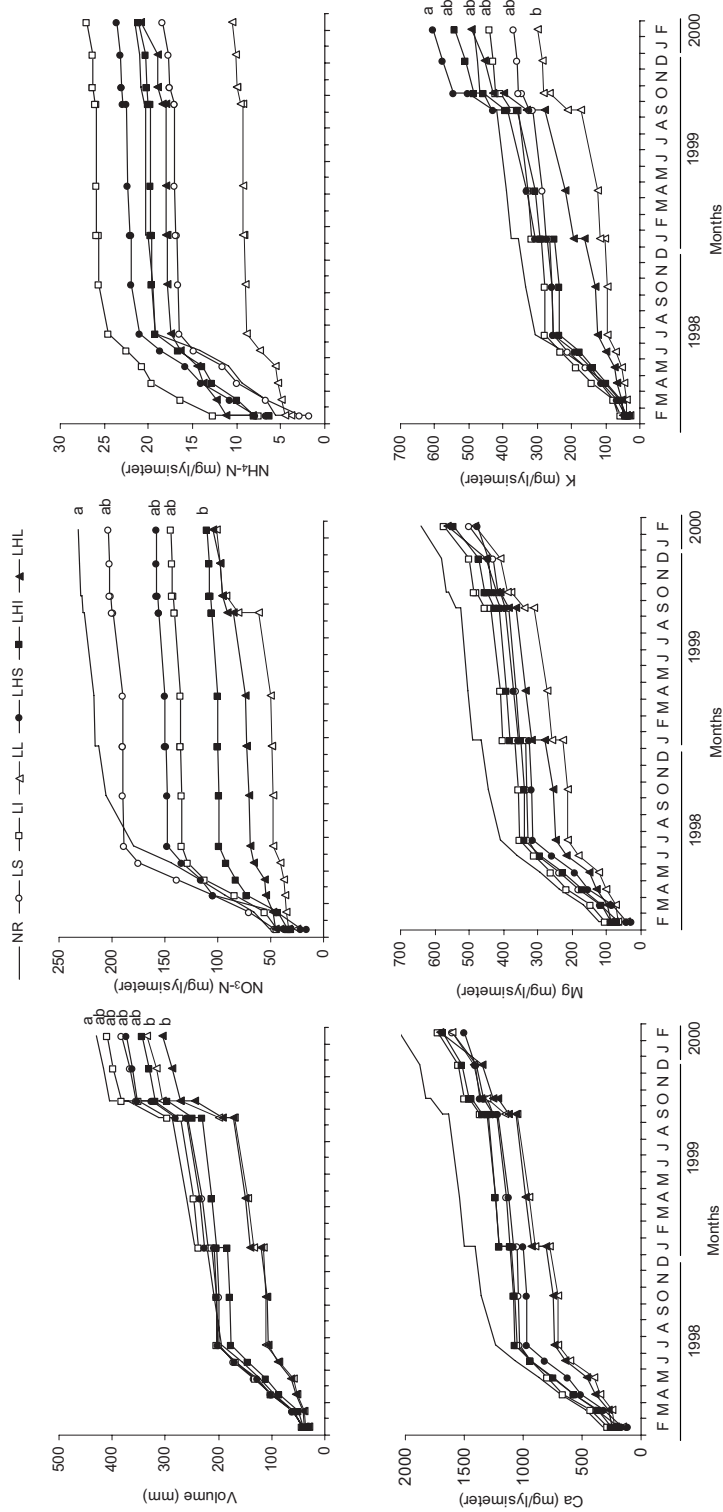 NR LS LI LL LHS LHI LHL
Volume (mm)
500
400
300
200
100
0
a
ab
ab
ab
ab
b
b
NO₃-N (mg/lysimeter)
250
200
150
100
50
0
a
ab
ab
ab
b
NH₄-N (mg/lysimeter)
30
25
20
15
10
5
0
Ca (mg/lysimeter)
2000
1500
1000
500
0
F M A M J J A S O N D J F M A M J J A S O N D J F
1998 1999 2000
Months
Mg (mg/lysimeter)
700
600
500
400
300
200
100
0
F M A M J J A S O N D J F M A M J J A S O N D J F
1998 1999 2000
Months
K (mg/lysimeter)
700
600
500
400
300
200
100
0
a
ab
ab
ab
ab
b
F M A M J J A S O N D J F M A M J J A S O N D J F
1998 1999 2000
Months